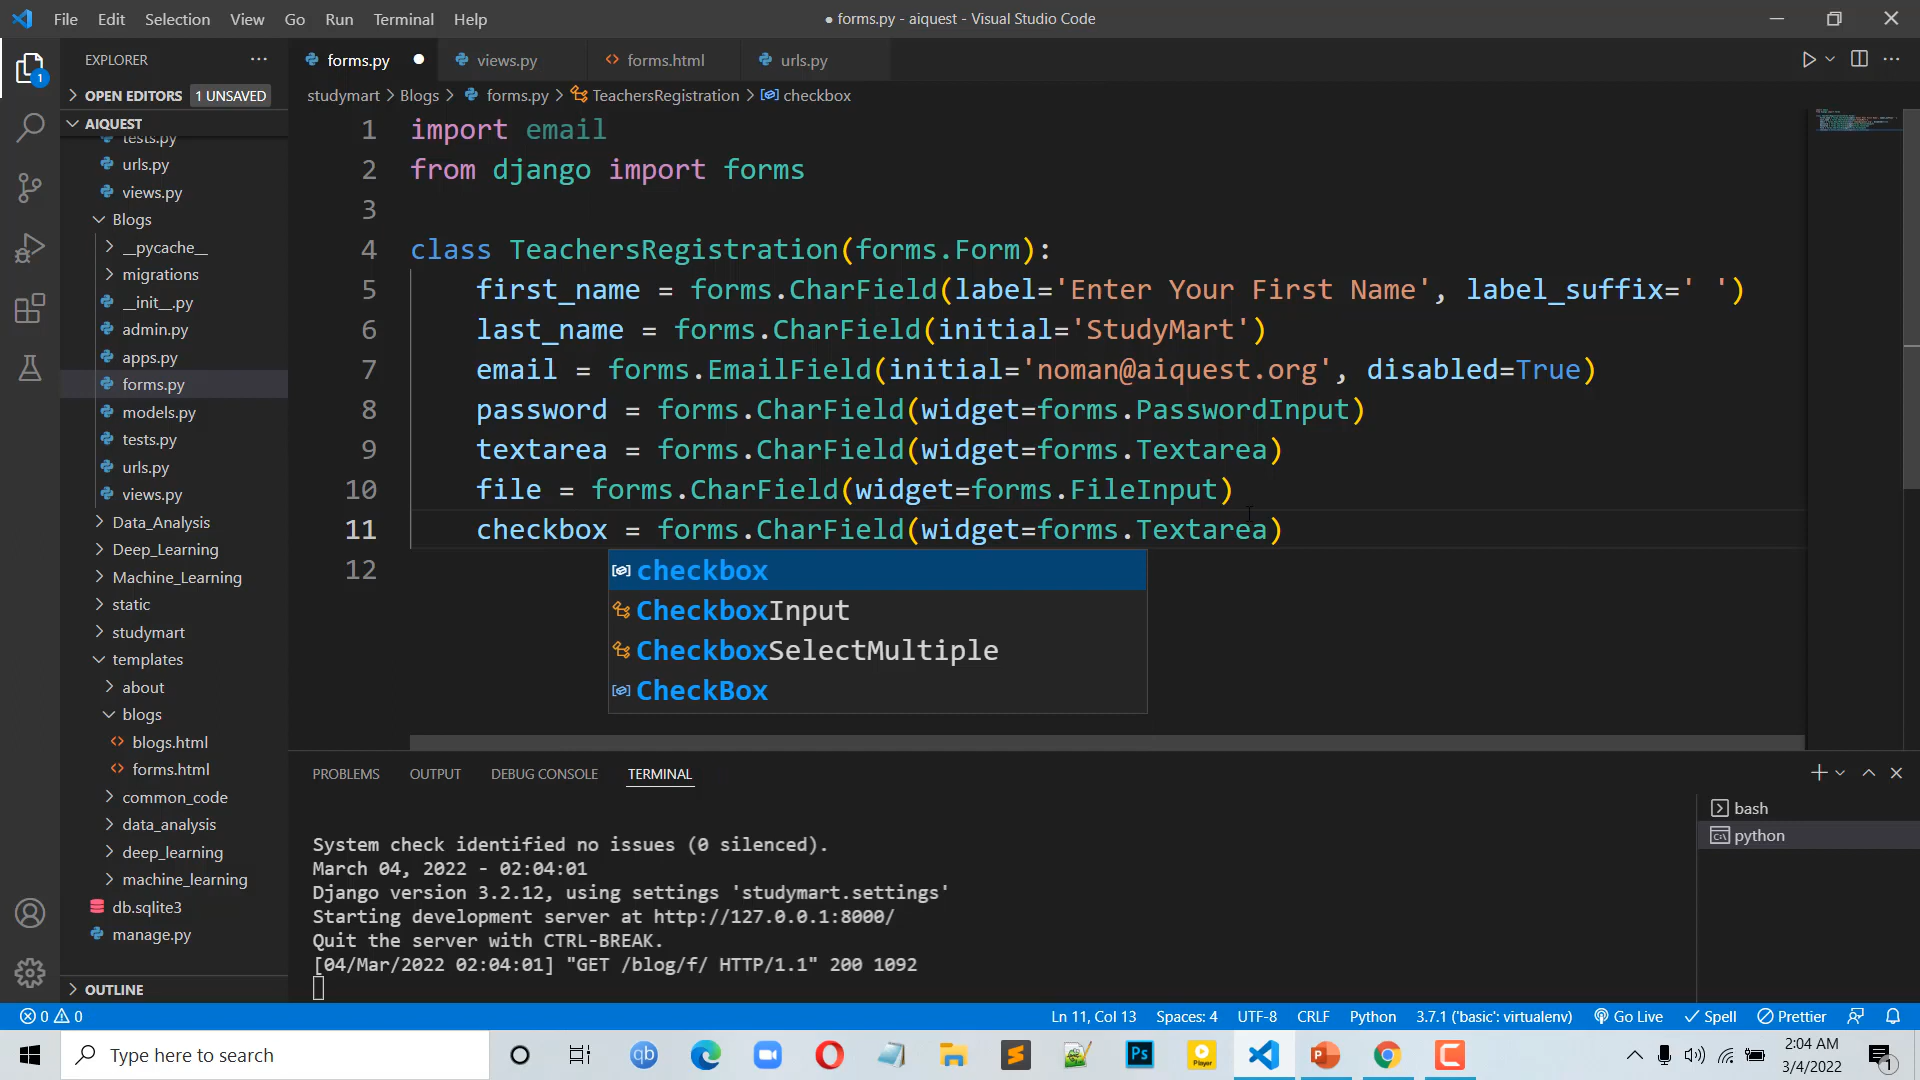 File Edit Selection View Go Run Terminal Help
● forms.py - aiquest - Visual Studio Code
EXPLORER
forms.py views.py forms.html urls.py
OPEN EDITORS 1 UNSAVED
studymart > Blogs > forms.py > TeachersRegistration > checkbox
AIQUEST
tests.py
urls.py
views.py
Blogs
__pycache__
migrations
__init__.py
admin.py
apps.py
forms.py
models.py
tests.py
urls.py
views.py
Data_Analysis
Deep_Learning
Machine_Learning
static
studymart
templates
about
blogs
blogs.html
forms.html
common_code
data_analysis
deep_learning
machine_learning
db.sqlite3
manage.py
OUTLINE
1 import email
2 from django import forms
3
4 class TeachersRegistration(forms.Form):
5 first_name = forms.CharField(label='Enter Your First Name', label_suffix=' ')
6 last_name = forms.CharField(initial='StudyMart')
7 email = forms.EmailField(initial='noman@aiquest.org', disabled=True)
8 password = forms.CharField(widget=forms.PasswordInput)
9 textarea = forms.CharField(widget=forms.Textarea)
10 file = forms.CharField(widget=forms.FileInput)
11 checkbox = forms.CharField(widget=forms.Textarea)
12
checkbox
CheckboxInput
CheckboxSelectMultiple
CheckBox
PROBLEMS OUTPUT DEBUG CONSOLE TERMINAL
bash
python
System check identified no issues (0 silenced).
March 04, 2022 - 02:04:01
Django version 3.2.12, using settings 'studymart.settings'
Starting development server at http://127.0.0.1:8000/
Quit the server with CTRL-BREAK.
[04/Mar/2022 02:04:01] "GET /blog/f/ HTTP/1.1" 200 1092
0 0 Ln 11, Col 13 Spaces: 4 UTF-8 CRLF Python 3.7.1 ('basic': virtualenv) Go Live Spell Prettier
Type here to search
qb
Ps
Player
2:04 AM
3/4/2022
1